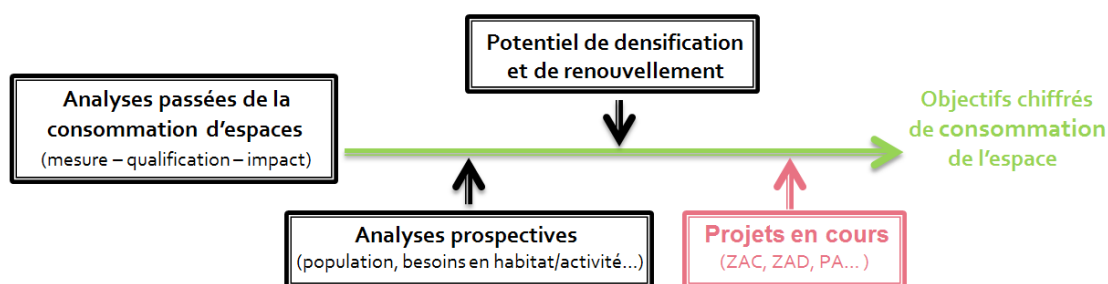 Potentiel de densification
et de renouvellement
Analyses passées de la
consommation d'espaces
(mesure – qualification – impact)
Objectifs chiffrés
de consommation
de l'espace
Analyses prospectives
(population, besoins en habitat/activité...)
Projets en cours
(ZAC, ZAD, PA... )